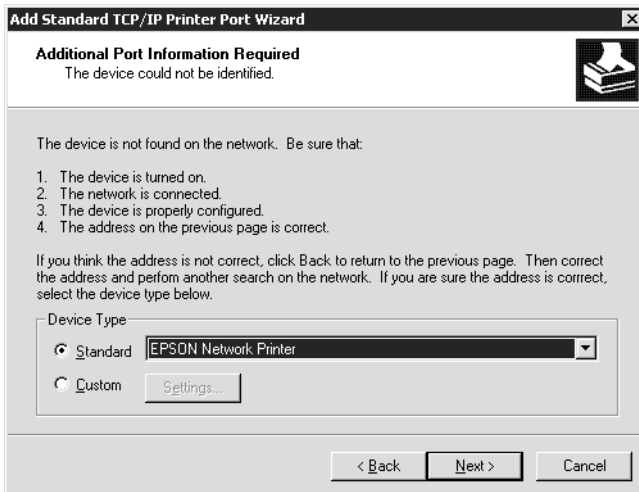 Add Standard TCP/IP Printer Port Wizard
Additional Port Information Required
The device could not be identified.
The device is not found on the network.  Be sure that:
1.  The device is turned on.
2.  The network is connected.
3.  The device is properly configured.
4.  The address on the previous page is correct.
If you think the address is not correct, click Back to return to the previous page.  Then correct
the address and perfom another search on the network.  If you are sure the address is corrrect,
select the device type below.
Device Type
Standard EPSON Network Printer
Custom Settings...
< Back Next > Cancel